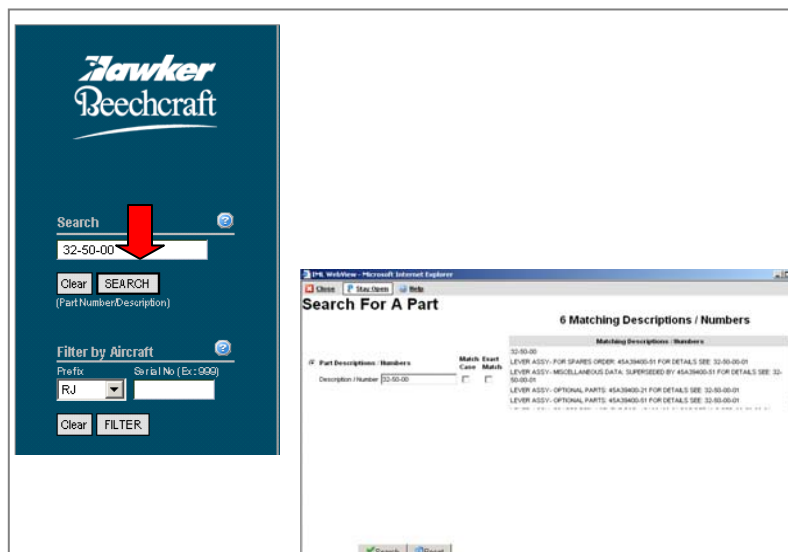 Hawker
Beechcraft
Search
32-50-00
Clear SEARCH
(Part Number/Description)
Filter by Aircraft
Prefix Serial No (Ex: 999)
RJ
Clear FILTER
IML WebView - Microsoft Internet Explorer
Close Stay Open Help
Search For A Part
6 Matching Descriptions / Numbers
Matching Descriptions / Numbers
32-50-00
LEVER ASSY- FOR SPARES ORDER: 45A39400-51 FOR DETAILS SEE: 32-50-00-01
LEVER ASSY- MISCELLANEOUS DATA: SUPERSEDED BY 45A39400-51 FOR DETAILS SEE: 32-
50-00-01
LEVER ASSY- OPTIONAL PARTS: 45A39400-21 FOR DETAILS SEE: 32-50-00-01
LEVER ASSY- OPTIONAL PARTS: 45A39400-51 FOR DETAILS SEE: 32-50-00-01
Part Descriptions / Numbers
Match Exact
Case Match
Description / Number 32-50-00
Search Reset